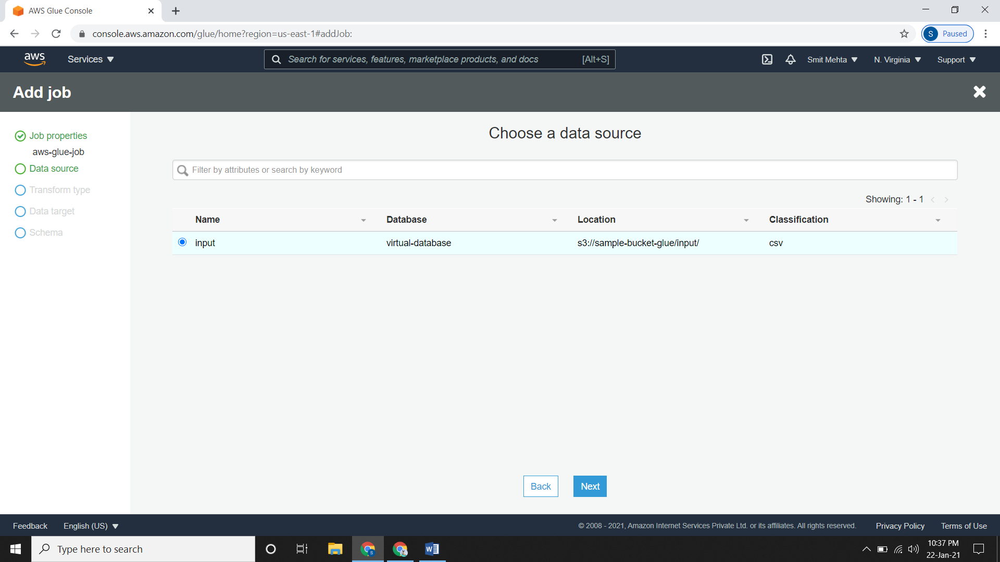 AWS Glue Console
console.aws.amazon.com/glue/home?region=us-east-1#addJob:
S Paused
aws Services Search for services, features, marketplace products, and docs [Alt+S] Smit Mehta N. Virginia Support
Add job
Job properties
aws-glue-job
Data source
Transform type
Data target
Schema
Choose a data source
Filter by attributes or search by keyword
Showing: 1 - 1
Name Database Location Classification
input virtual-database s3://sample-bucket-glue/input/ csv
Back Next
Feedback English (US) © 2008 - 2021, Amazon Internet Services Private Ltd. or its affiliates. All rights reserved. Privacy Policy Terms of Use
Type here to search
10:37 PM
22-Jan-21